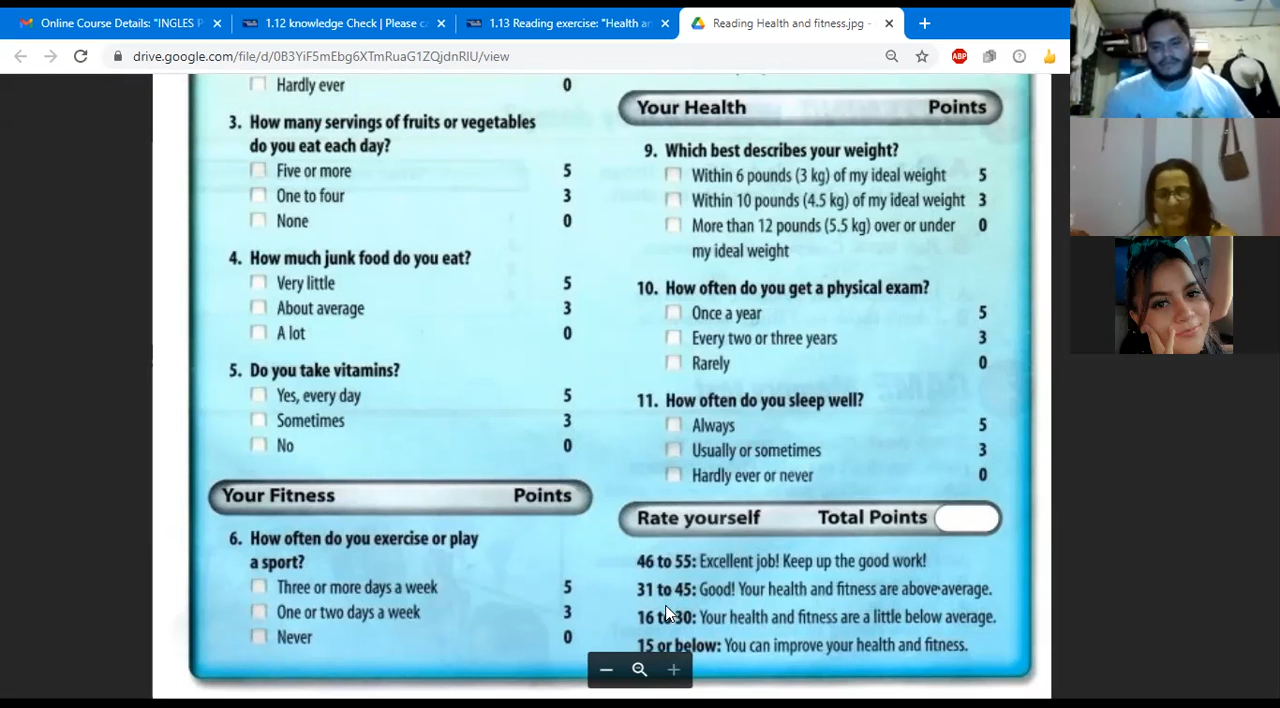 Online Course Details: "INGLES P
1.12 knowledge Check | Please ca
1.13 Reading exercise: "Health an
Reading Health and fitness.jpg -
drive.google.com/file/d/0B3YiF5mEbg6XTmRuaG1ZQjdnRlU/view
ABP
Hardly ever 0
3. How many servings of fruits or vegetables
do you eat each day?
Five or more 5
One to four 3
None 0
4. How much junk food do you eat?
Very little 5
About average 3
A lot 0
5. Do you take vitamins?
Yes, every day 5
Sometimes 3
No 0
Your Fitness Points
6. How often do you exercise or play
a sport?
Three or more days a week 5
One or two days a week 3
Never 0
Your Health Points
9. Which best describes your weight?
Within 6 pounds (3 kg) of my ideal weight 5
Within 10 pounds (4.5 kg) of my ideal weight 3
More than 12 pounds (5.5 kg) over or under 0
my ideal weight
10. How often do you get a physical exam?
Once a year 5
Every two or three years 3
Rarely 0
11. How often do you sleep well?
Always 5
Usually or sometimes 3
Hardly ever or never 0
Rate yourself Total Points
46 to 55: Excellent job! Keep up the good work!
31 to 45: Good! Your health and fitness are above average.
16 to 30: Your health and fitness are a little below average.
15 or below: You can improve your health and fitness.